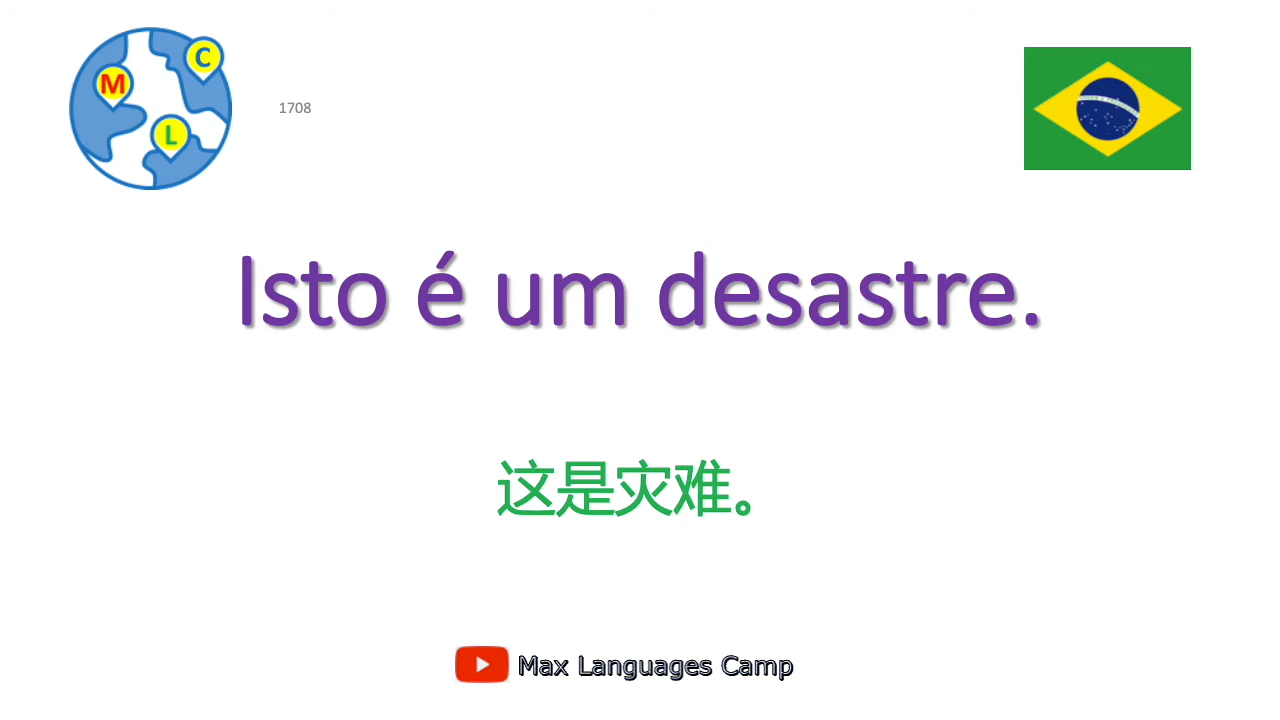 M
C
L
1708
Isto é um desastre.
这是灾难。
Max Languages Camp